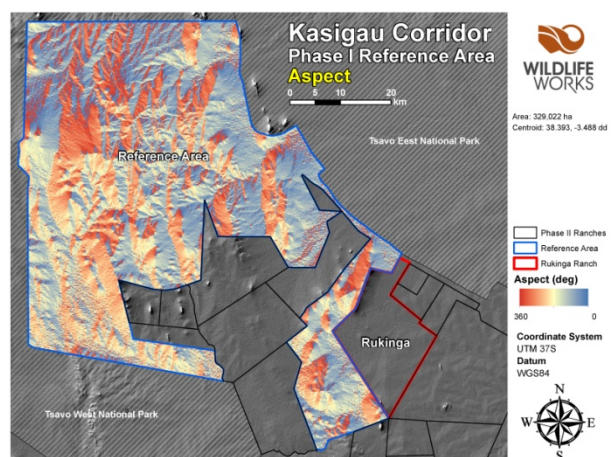 Kasigau Corridor
Phase I Reference Area
Aspect
0 5 10 20
km
WILDLIFE
WORKS
Area: 329,022 ha
Centroid: 38.393, -3.488 dd
Tsavo East National Park
Reference Area
Rukinga
Tsavo West National Park
Phase II Ranches
Reference Area
Rukinga Ranch
Aspect (deg)
360 0
Coordinate System
UTM 37S
Datum
WGS84
N
W E
S